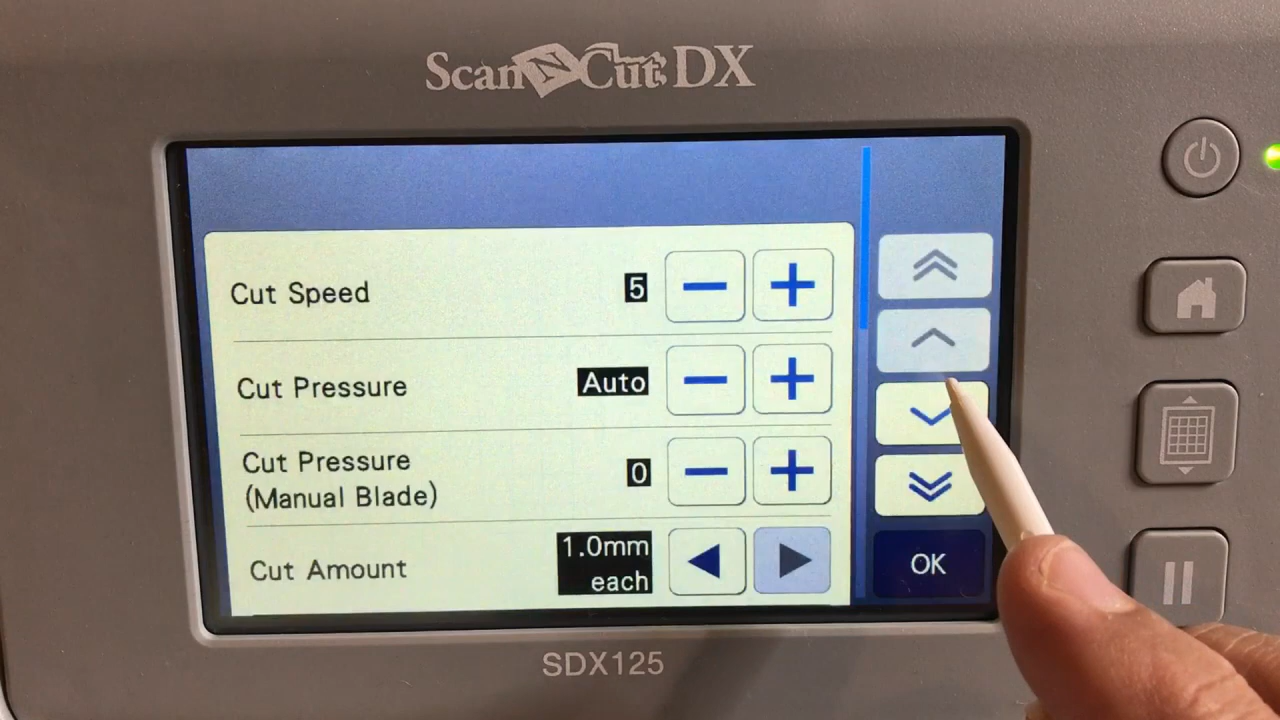 ScanNCut DX
Cut Speed 5
Cut Pressure Auto
Cut Pressure
(Manual Blade) 0
Cut Amount 1.0mm
each
OK
SDX125